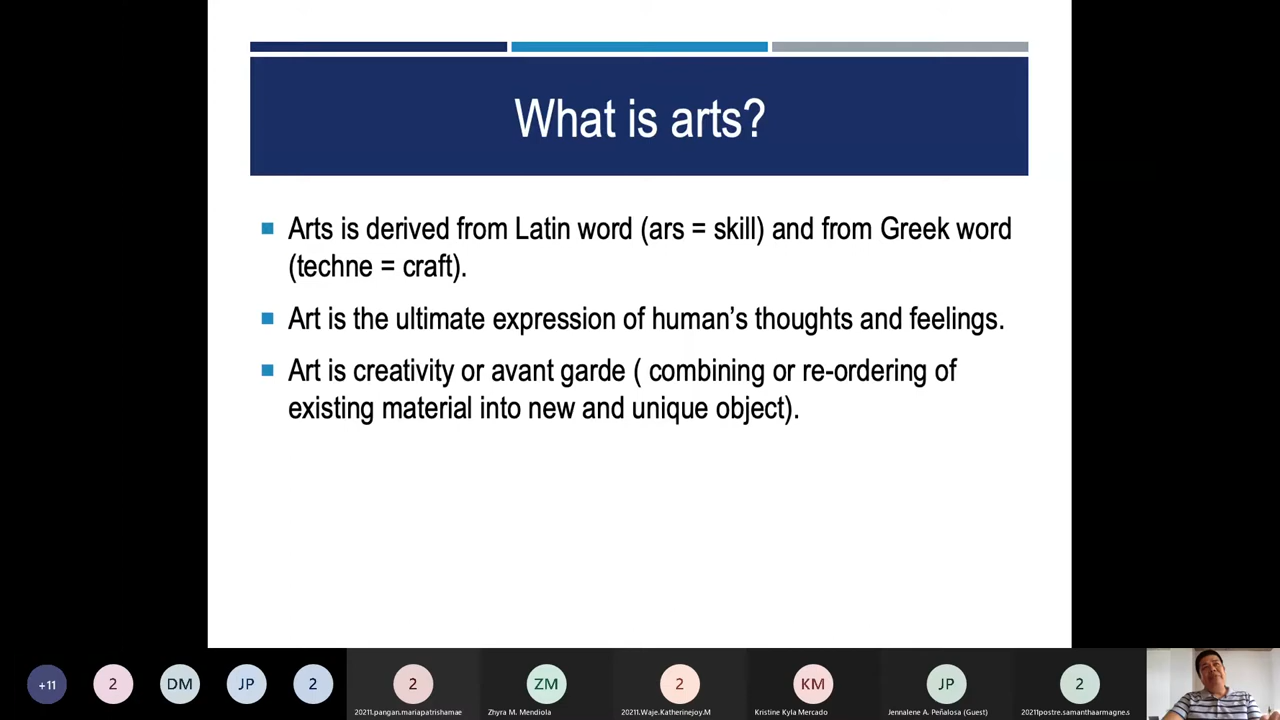 What is arts?
Arts is derived from Latin word (ars = skill) and from Greek word
(techne = craft).
Art is the ultimate expression of human’s thoughts and feelings.
Art is creativity or avant garde ( combining or re-ordering of
existing material into new and unique object).
+11
2
DM
JP
2
2
ZM
2
KM
JP
2
20211.pangan.mariapatrishamae
Zhyra M. Mendiola
20211.Waje.Katherinejoy.M
Kristine Kyla Mercado
Jennalene A. Peñalosa (Guest)
20211postre.samanthaarmagne.s